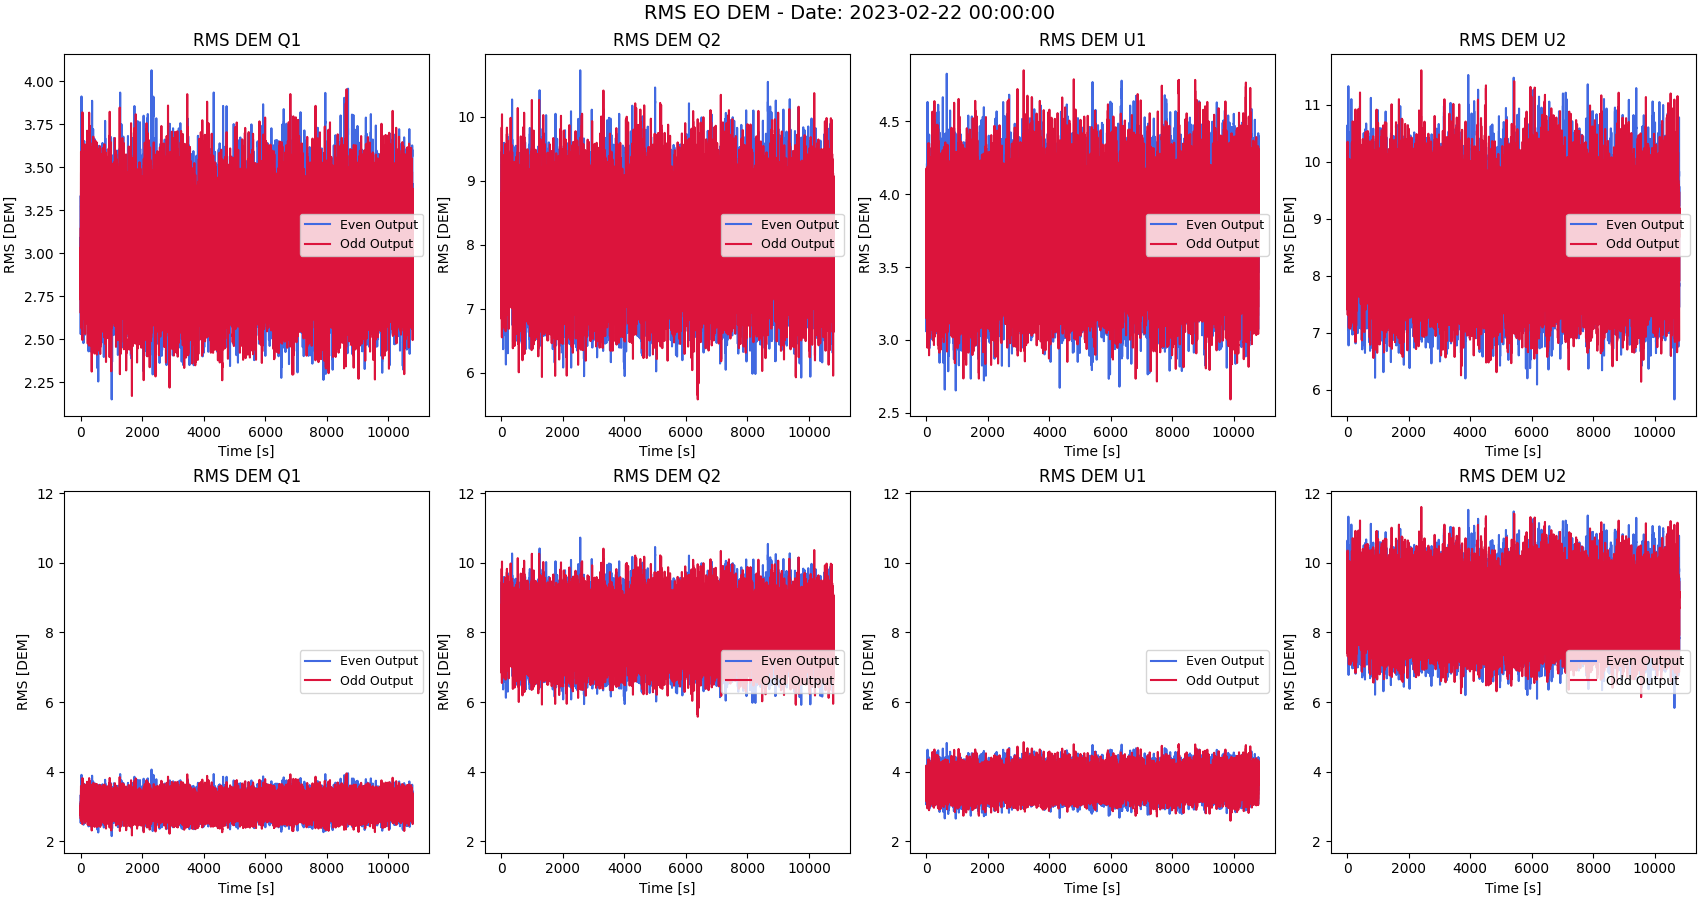 RMS EO DEM - Date: 2023-02-22 00:00:00
RMS DEM Q1
RMS [DEM]
4.00
3.75
3.50
3.25
3.00
2.75
2.50
2.25
Even Output
Odd Output
0 2000 4000 6000 8000 10000
Time [s]
RMS DEM Q2
RMS [DEM]
10
9
8
7
6
Even Output
Odd Output
0 2000 4000 6000 8000 10000
Time [s]
RMS DEM U1
RMS [DEM]
4.5
4.0
3.5
3.0
2.5
Even Output
Odd Output
0 2000 4000 6000 8000 10000
Time [s]
RMS DEM U2
RMS [DEM]
11
10
9
8
7
6
Even Output
Odd Output
0 2000 4000 6000 8000 10000
Time [s]
RMS DEM Q1
RMS [DEM]
12
10
8
6
4
2
Even Output
Odd Output
0 2000 4000 6000 8000 10000
Time [s]
RMS DEM Q2
RMS [DEM]
12
10
8
6
4
2
Even Output
Odd Output
0 2000 4000 6000 8000 10000
Time [s]
RMS DEM U1
RMS [DEM]
12
10
8
6
4
2
Even Output
Odd Output
0 2000 4000 6000 8000 10000
Time [s]
RMS DEM U2
RMS [DEM]
12
10
8
6
4
2
Even Output
Odd Output
0 2000 4000 6000 8000 10000
Time [s]